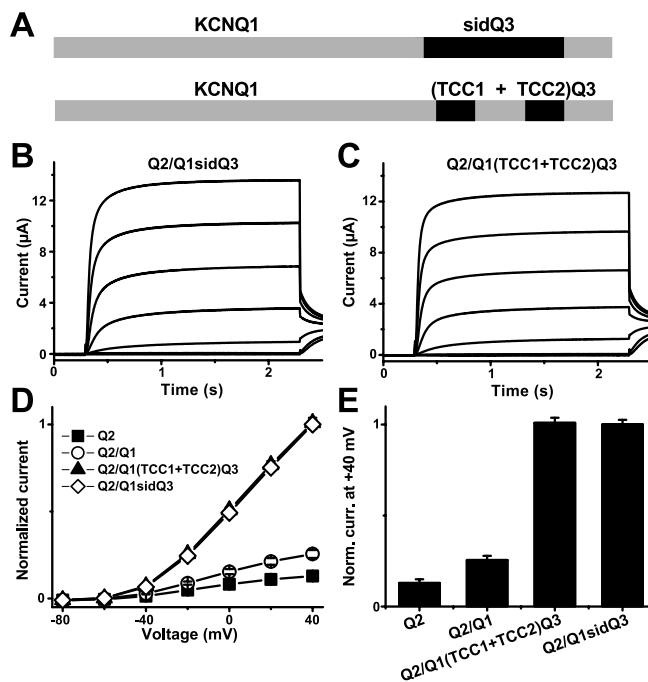 A
KCNQ1 sidQ3
KCNQ1 (TCC1 + TCC2)Q3
B
Q2/Q1sidQ3
Current (µA)
12
8
4
0
0 1 2
Time (s)
C
Q2/Q1(TCC1+TCC2)Q3
Current (µA)
12
8
4
0
0 1 2
Time (s)
D
Normalized current
1
0
Q2
Q2/Q1
Q2/Q1(TCC1+TCC2)Q3
Q2/Q1sidQ3
-80 -40 0 40
Voltage (mV)
E
Norm. curr. at +40 mV
1
0
Q2
Q2/Q1
Q2/Q1(TCC1+TCC2)Q3
Q2/Q1sidQ3